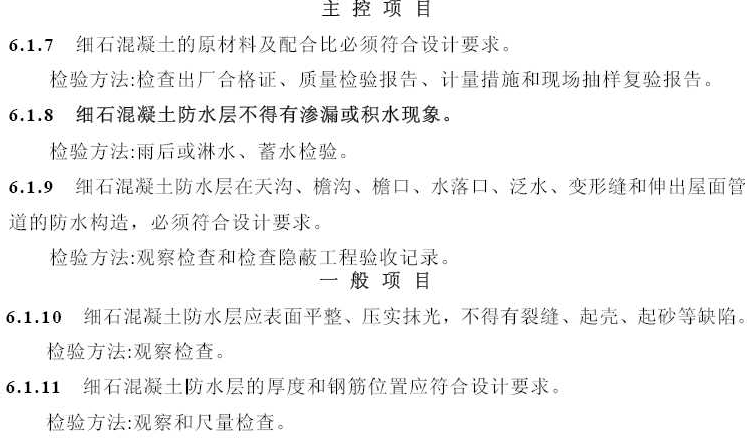 主 控 项 目
6.1.7 细石混凝土的原材料及配合比必须符合设计要求。
检验方法:检查出厂合格证、质量检验报告、计量措施和现场抽样复验报告。
6.1.8 细石混凝土防水层不得有渗漏或积水现象。
检验方法:雨后或淋水、蓄水检验。
6.1.9 细石混凝土防水层在天沟、檐沟、檐口、水落口、泛水、变形缝和伸出屋面管
道的防水构造，必须符合设计要求。
检验方法:观察检查和检查隐蔽工程验收记录。
一 般 项 目
6.1.10 细石混凝土防水层应表面平整、压实抹光，不得有裂缝、起壳、起砂等缺陷。
检验方法:观察检查。
6.1.11 细石混凝土防水层的厚度和钢筋位置应符合设计要求。
检验方法:观察和尺量检查。